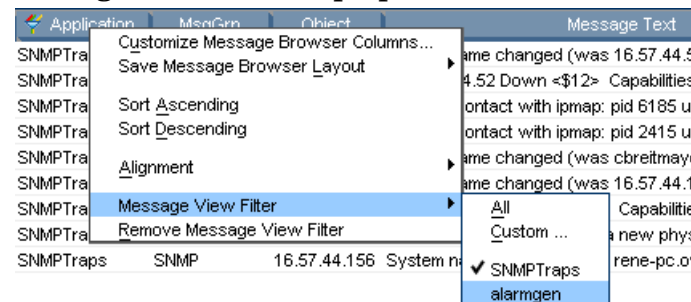 Application MsgGrp Object Message Text
Customize Message Browser Columns...
SNMPTra ame changed (was 16.57.44.5
Save Message Browser Layout
SNMPTra 4.52 Down <$12> Capabilities
Sort Ascending
SNMPTra ontact with ipmap: pid 6185 u
Sort Descending
SNMPTra ontact with ipmap: pid 2415 u
Alignment
SNMPTra ame changed (was cbreitmay
SNMPTra ame changed (was 16.57.44.1
Message View Filter
SNMPTra All Capabilitie
Remove Message View Filter
SNMPTra Custom ... a new phys
SNMPTraps SNMP 16.57.44.156 System n SNMPTraps rene-pc.o
alarmgen